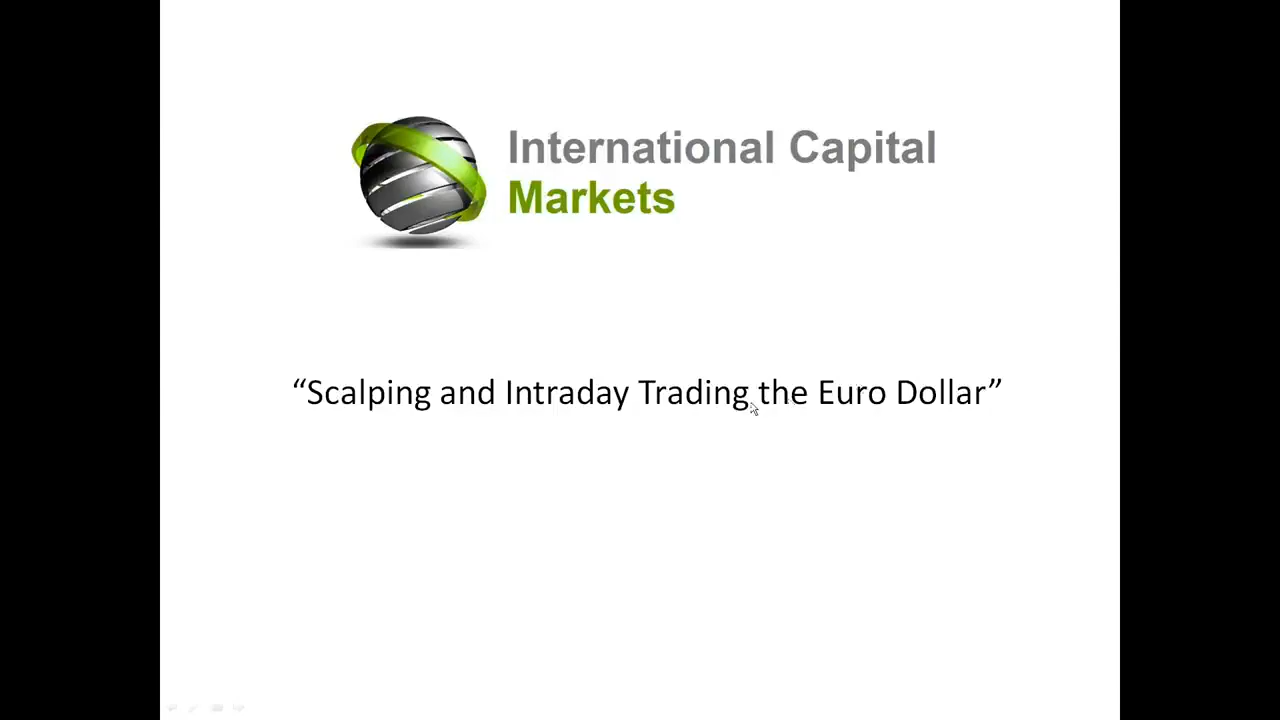 International Capital
Markets
“Scalping and Intraday Trading the Euro Dollar”